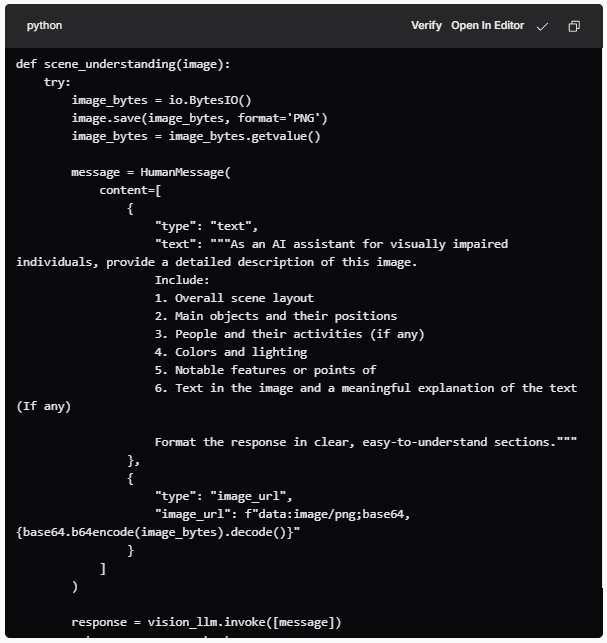 python
Verify Open In Editor
def scene_understanding(image):
    try:
        image_bytes = io.BytesIO()
        image.save(image_bytes, format='PNG')
        image_bytes = image_bytes.getvalue()

        message = HumanMessage(
            content=[
                {
                    "type": "text",
                    "text": """As an AI assistant for visually impaired
individuals, provide a detailed description of this image.
                    Include:
                    1. Overall scene layout
                    2. Main objects and their positions
                    3. People and their activities (if any)
                    4. Colors and lighting
                    5. Notable features or points of
                    6. Text in the image and a meaningful explanation of the text
(If any)

                    Format the response in clear, easy-to-understand sections."""
                },
                {
                    "type": "image_url",
                    "image_url": f"data:image/png;base64,
{base64.b64encode(image_bytes).decode()}"
                }
            ]
        )

        response = vision_llm.invoke([message])